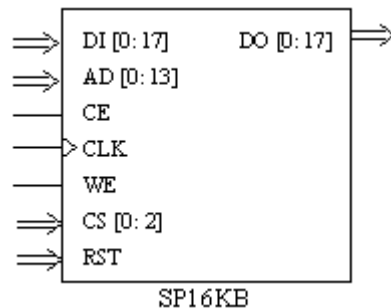 DI [0:17] DO [0:17]
AD [0:13]
CE
CLK
WE
CS [0:2]
RST
SP16KB